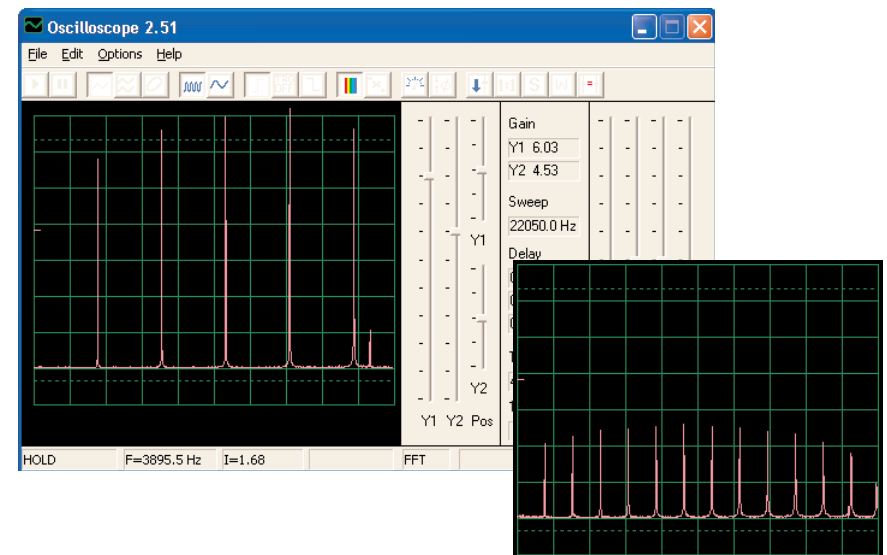 Oscilloscope 2.51
File Edit Options Help
Gain
Y1 6.03
Y2 4.53
Sweep
22050.0 Hz
Delay
Y1
Y2
Y1 Y2 Pos
HOLD F=3895.5 Hz I=1.68 FFT